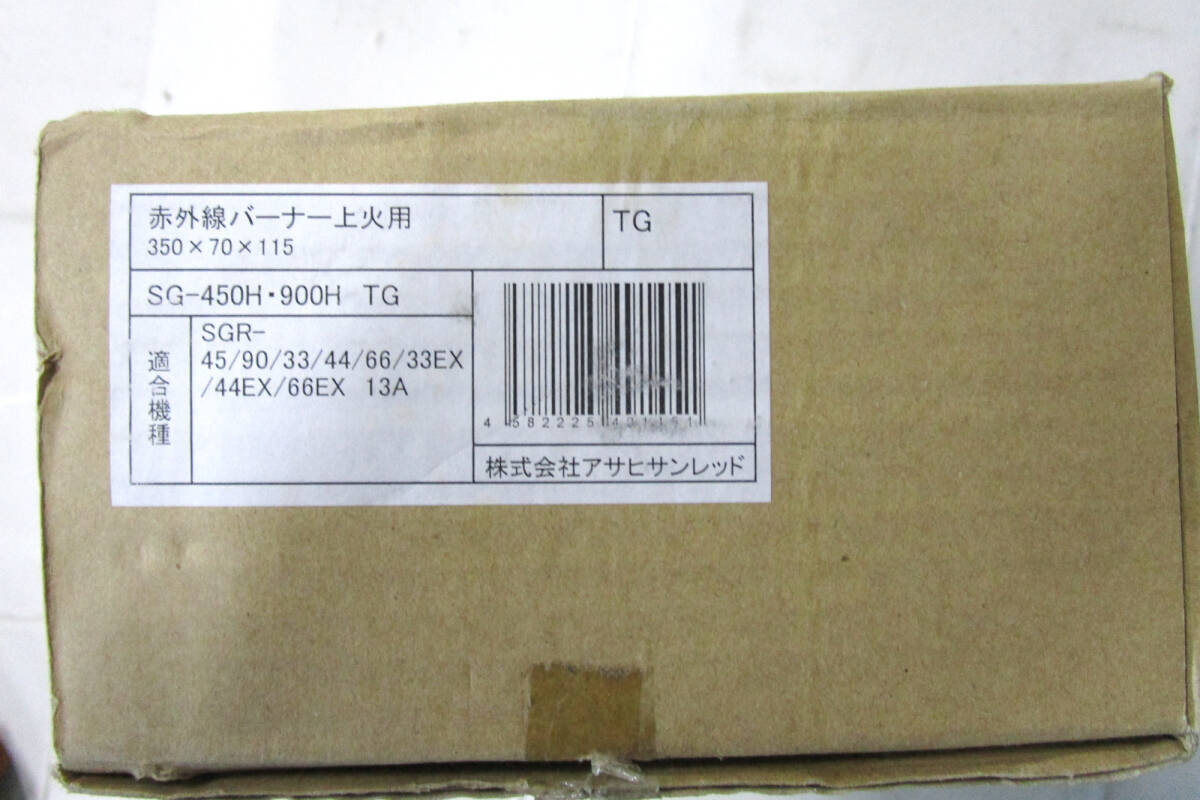 赤外線バーナー上火用
350×70×115
TG
SG-450H・900H TG
適合機種
SGR-
45/90/33/44/66/33EX
/44EX/66EX 13A
株式会社アサヒサンレッド